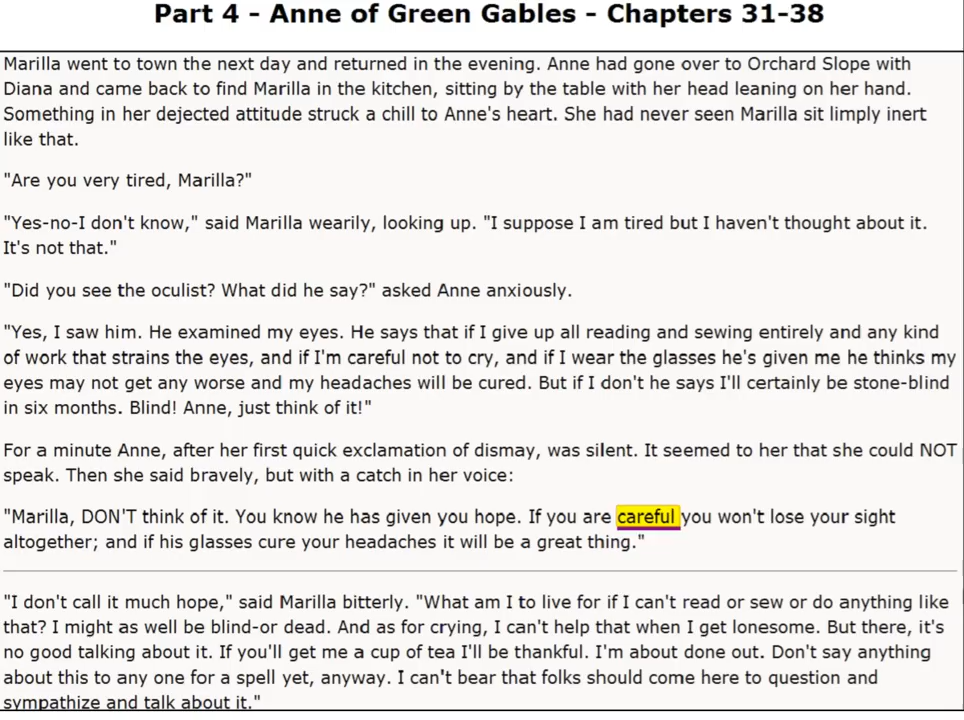 Part 4 - Anne of Green Gables - Chapters 31-38
Marilla went to town the next day and returned in the evening. Anne had gone over to Orchard Slope with
Diana and came back to find Marilla in the kitchen, sitting by the table with her head leaning on her hand.
Something in her dejected attitude struck a chill to Anne's heart. She had never seen Marilla sit limply inert
like that.
"Are you very tired, Marilla?"
"Yes-no-I don't know," said Marilla wearily, looking up. "I suppose I am tired but I haven't thought about it.
It's not that."
"Did you see the oculist? What did he say?" asked Anne anxiously.
"Yes, I saw him. He examined my eyes. He says that if I give up all reading and sewing entirely and any kind
of work that strains the eyes, and if I'm careful not to cry, and if I wear the glasses he's given me he thinks my
eyes may not get any worse and my headaches will be cured. But if I don't he says I'll certainly be stone-blind
in six months. Blind! Anne, just think of it!"
For a minute Anne, after her first quick exclamation of dismay, was silent. It seemed to her that she could NOT
speak. Then she said bravely, but with a catch in her voice:
"Marilla, DON'T think of it. You know he has given you hope. If you are careful you won't lose your sight
altogether; and if his glasses cure your headaches it will be a great thing."
"I don't call it much hope," said Marilla bitterly. "What am I to live for if I can't read or sew or do anything like
that? I might as well be blind-or dead. And as for crying, I can't help that when I get lonesome. But there, it's
no good talking about it. If you'll get me a cup of tea I'll be thankful. I'm about done out. Don't say anything
about this to any one for a spell yet, anyway. I can't bear that folks should come here to question and
sympathize and talk about it."